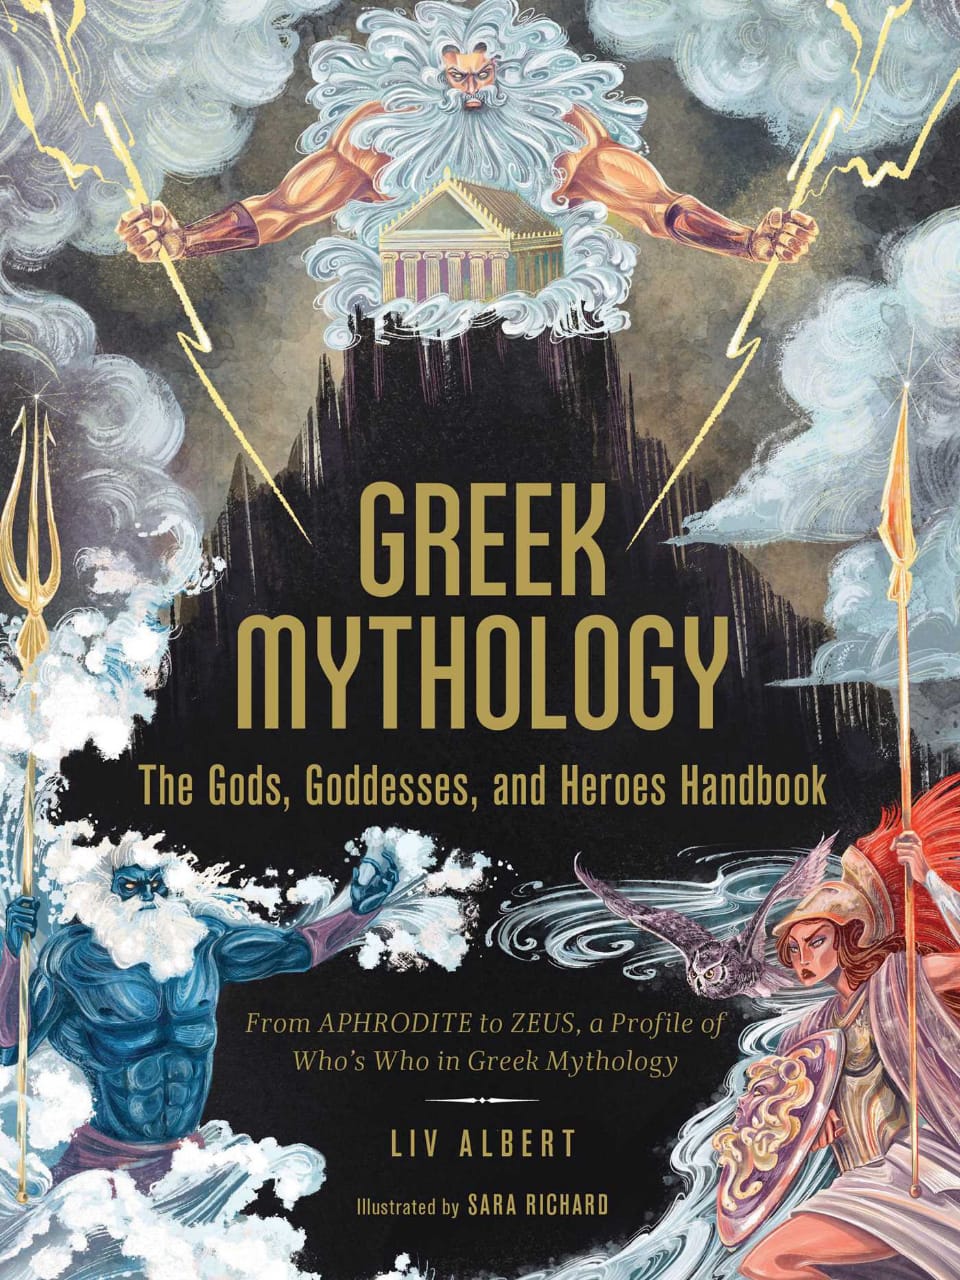 GREEK
MYTHOLOGY
The Gods, Goddesses, and Heroes Handbook
From APHRODITE to ZEUS, a Profile of
Who's Who in Greek Mythology
LIV ALBERT
Illustrated by SARA RICHARD